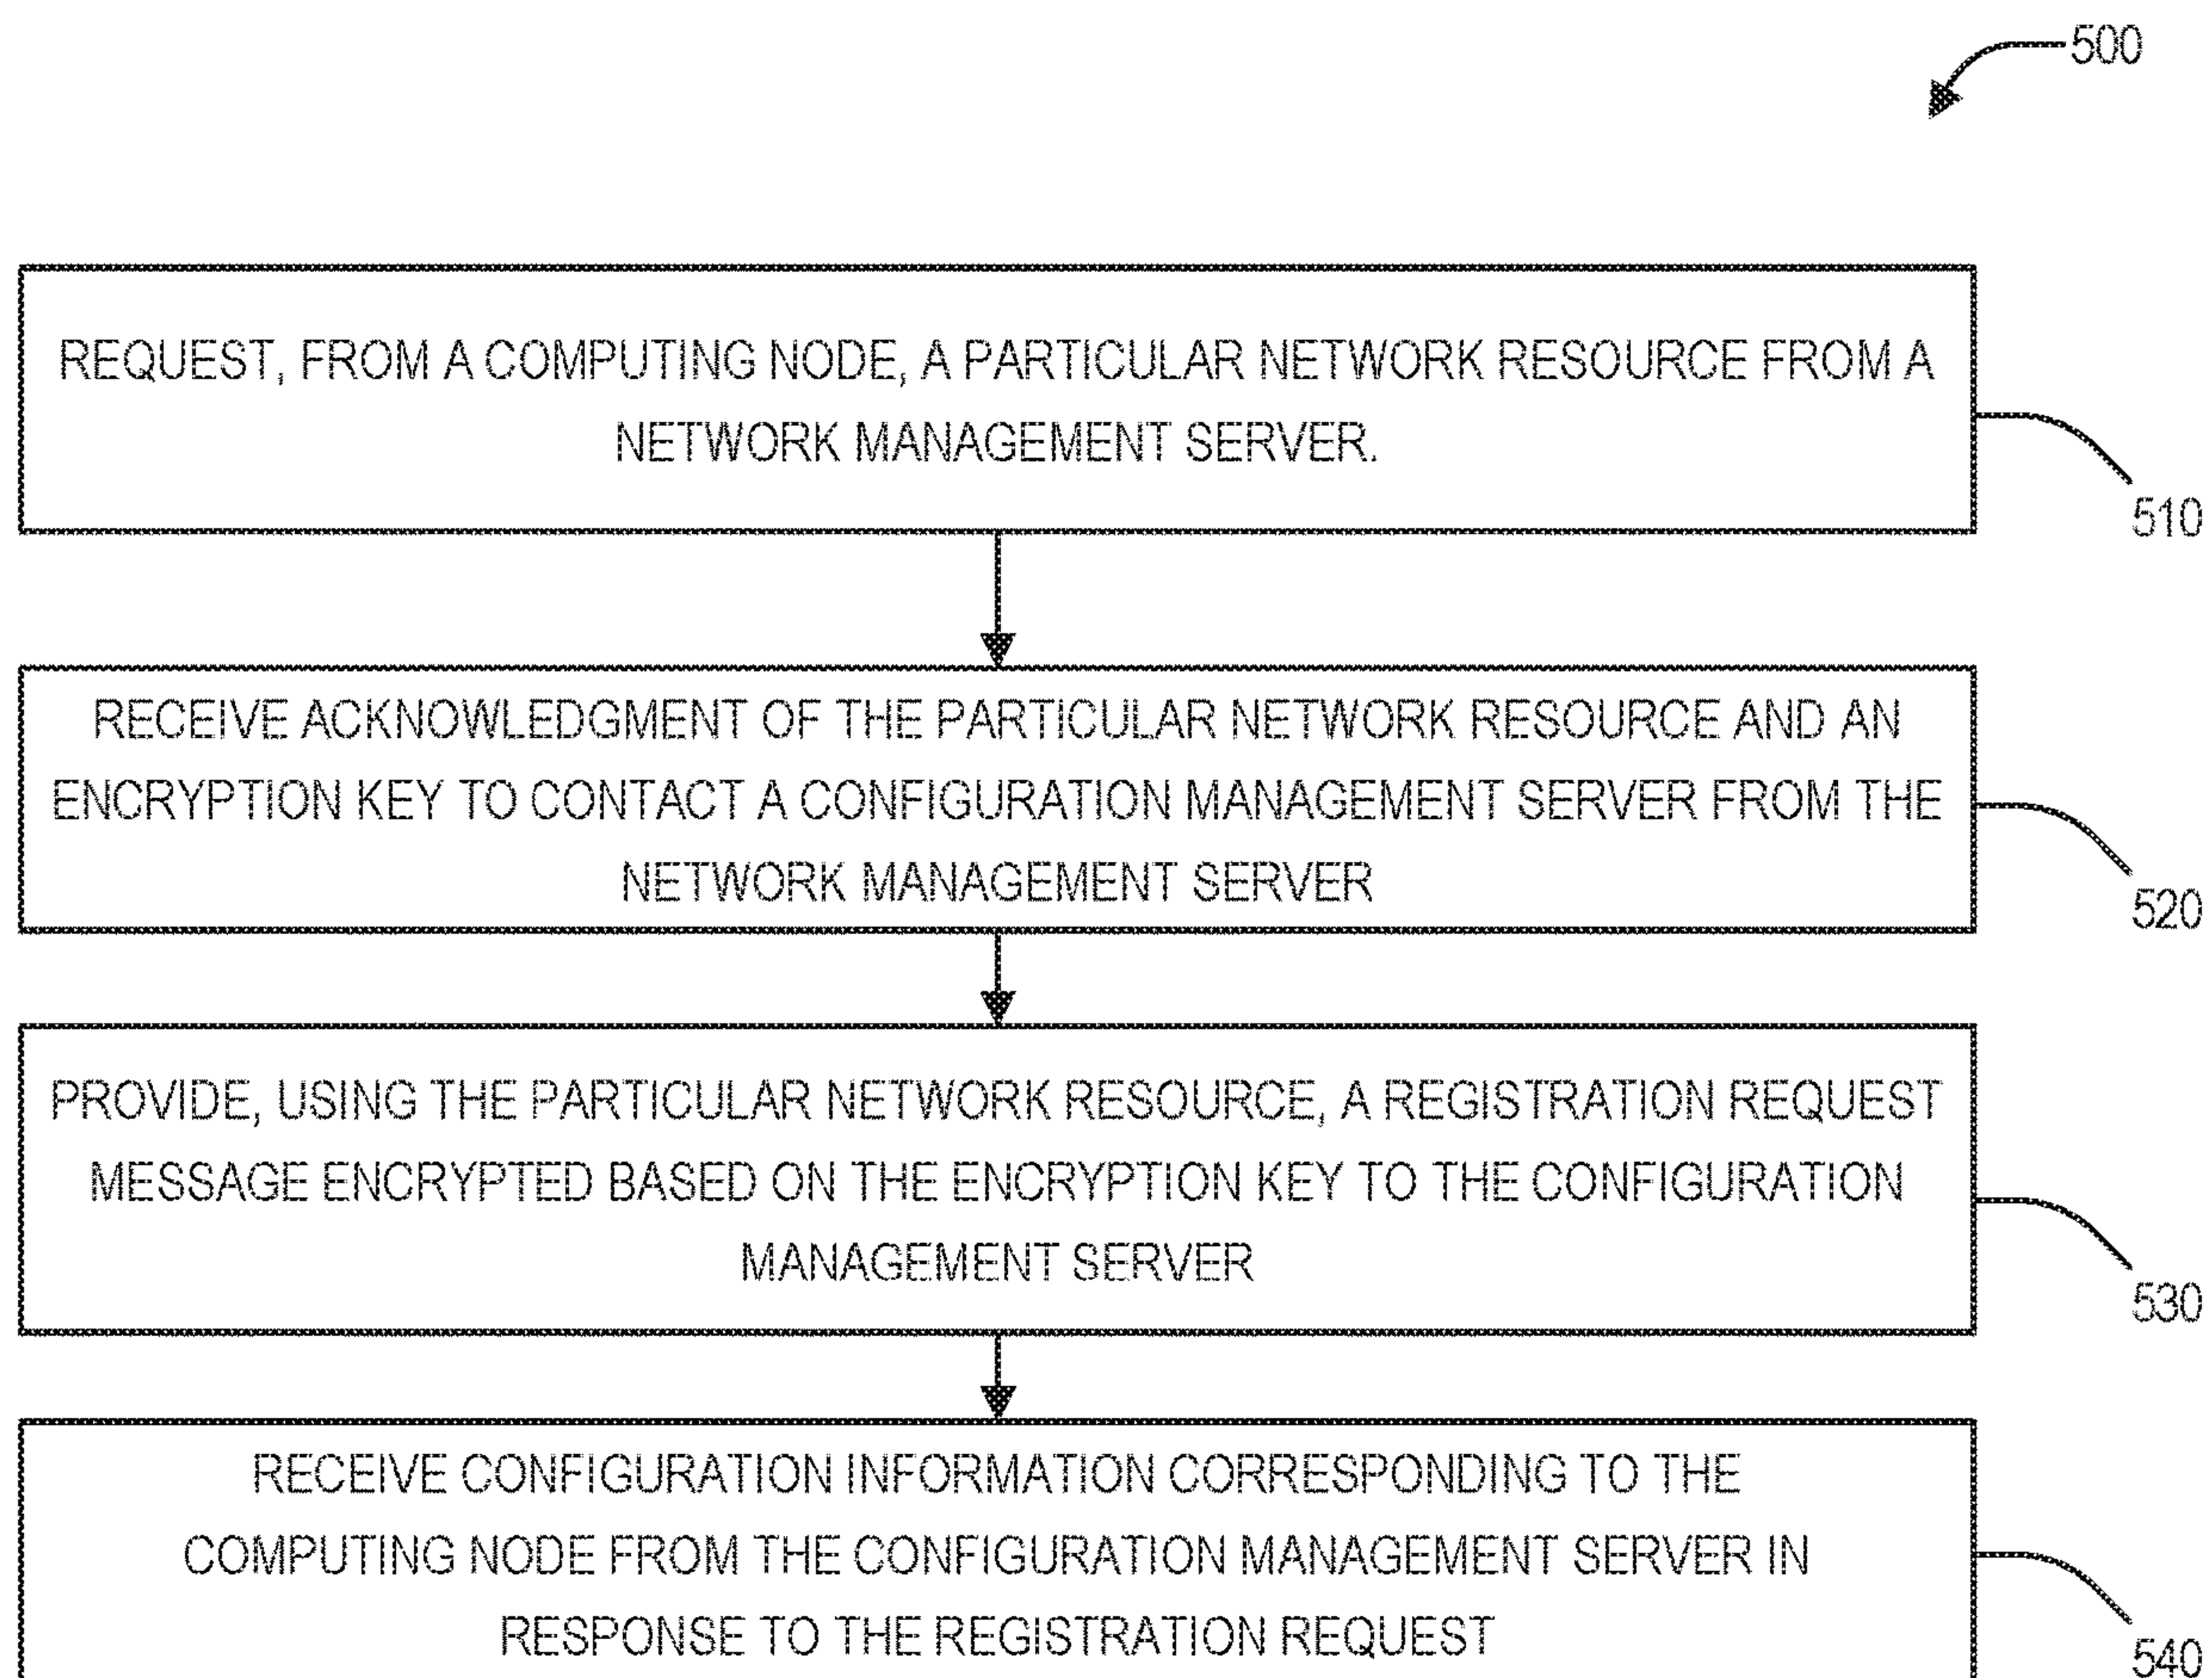 500
REQUEST, FROM A COMPUTING NODE, A PARTICULAR NETWORK RESOURCE FROM A
NETWORK MANAGEMENT SERVER.
510
RECEIVE ACKNOWLEDGMENT OF THE PARTICULAR NETWORK RESOURCE AND AN
ENCRYPTION KEY TO CONTACT A CONFIGURATION MANAGEMENT SERVER FROM THE
NETWORK MANAGEMENT SERVER
520
PROVIDE, USING THE PARTICULAR NETWORK RESOURCE, A REGISTRATION REQUEST
MESSAGE ENCRYPTED BASED ON THE ENCRYPTION KEY TO THE CONFIGURATION
MANAGEMENT SERVER
530
RECEIVE CONFIGURATION INFORMATION CORRESPONDING TO THE
COMPUTING NODE FROM THE CONFIGURATION MANAGEMENT SERVER IN
RESPONSE TO THE REGISTRATION REQUEST
540